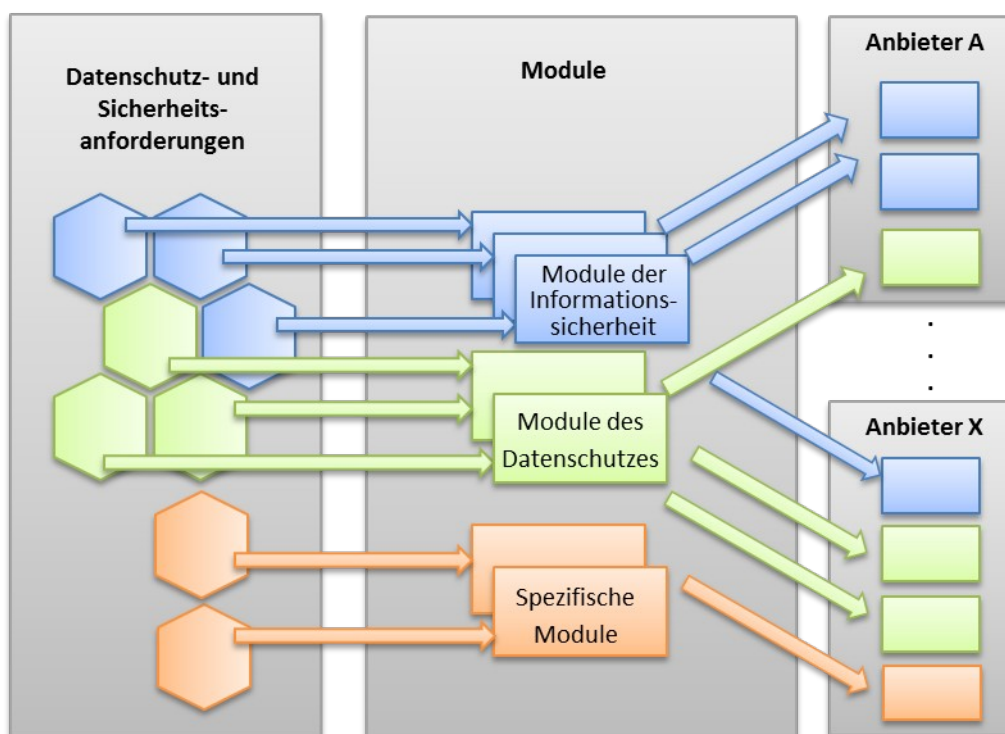 Datenschutz- und
Sicherheits-
anforderungen
Module
Module der
Informations-
sicherheit
Module des
Datenschutzes
Spezifische
Module
Anbieter A
.
.
.
Anbieter X